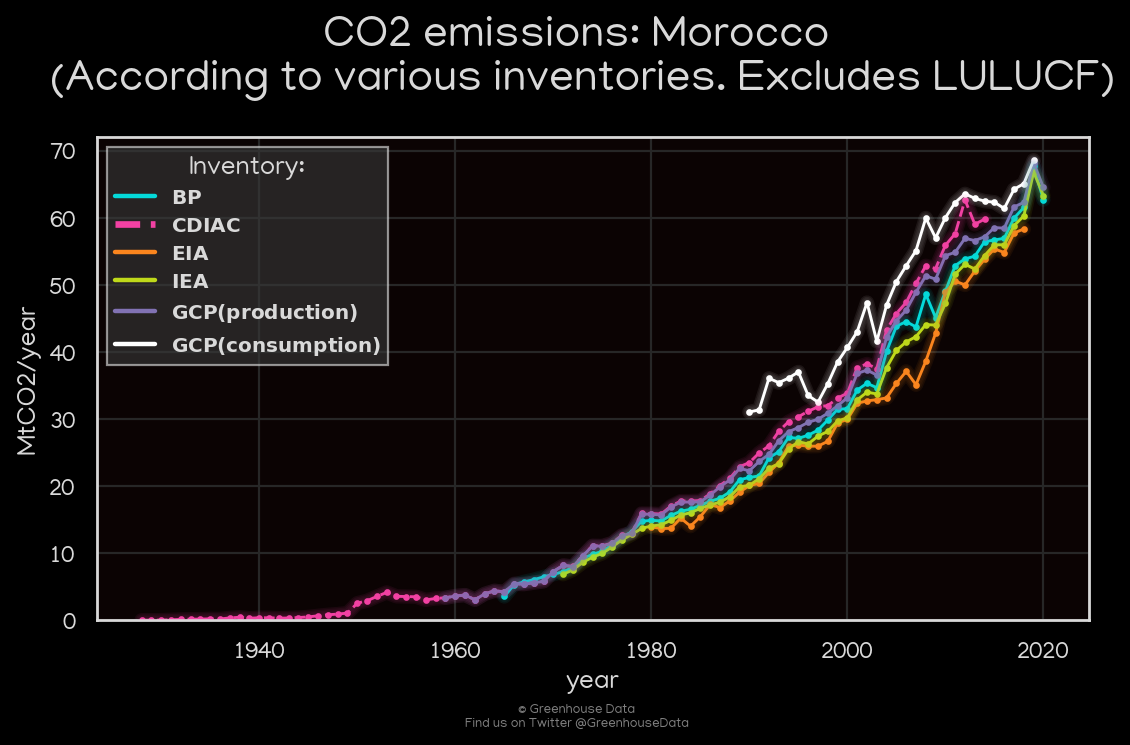 CO2 emissions: Morocco
(According to various inventories. Excludes LULUCF)
Inventory:
BP
CDIAC
EIA
IEA
GCP(production)
GCP(consumption)
MtCO2/year
70
60
50
40
30
20
10
0
1940
1960
1980
2000
2020
year
© Greenhouse Data
Find us on Twitter @GreenhouseData